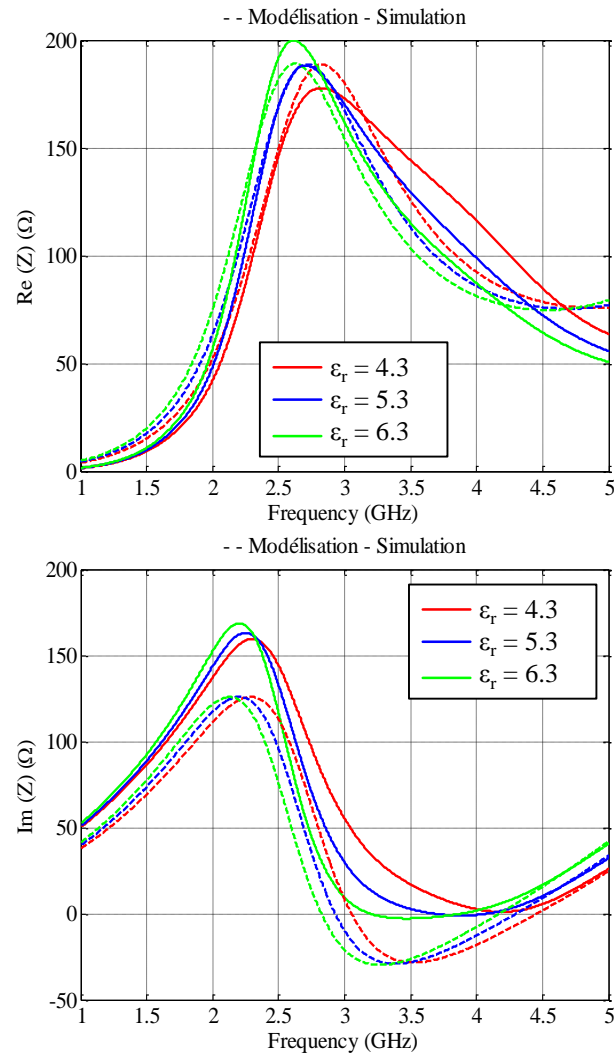 - - Modélisation - Simulation
200
150
100
50
0
Re (Z) (Ω)
εr = 4.3
εr = 5.3
εr = 6.3
1 1.5 2 2.5 3 3.5 4 4.5 5
Frequency (GHz)
- - Modélisation - Simulation
200
150
100
50
0
-50
Im (Z) (Ω)
εr = 4.3
εr = 5.3
εr = 6.3
1 1.5 2 2.5 3 3.5 4 4.5 5
Frequency (GHz)